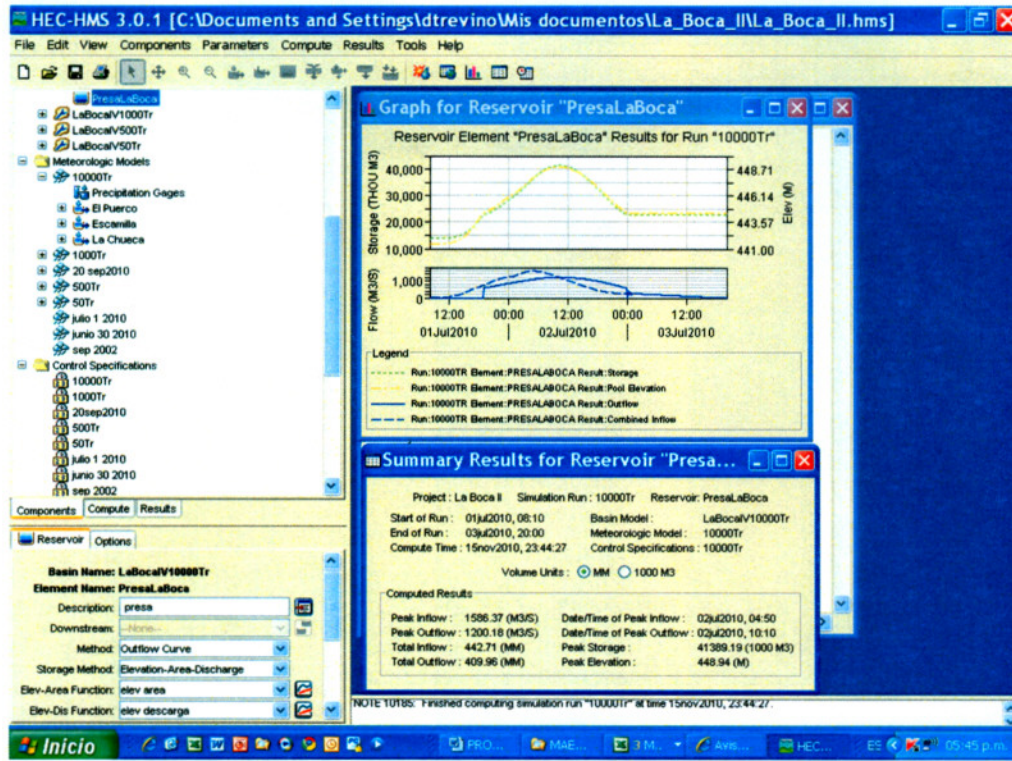 HEC-HMS 3.0.1 [C:\Documents and Settings\dtrevino\Mis documentos\La_Boca_II\La_Boca_II.hms]
File Edit View Components Parameters Compute Results Tools Help
PresaLaBoca
LaBocaIV1000Tr
LaBocaIV500Tr
LaBocaIV50Tr
Meteorologic Models
10000Tr
Precipitation Gages
El Puerco
Escamilla
La Chueca
1000Tr
20 sep2010
500Tr
50Tr
julio 1 2010
junio 30 2010
sep 2002
Control Specifications
10000Tr
1000Tr
20sep2010
500Tr
50Tr
julio 1 2010
junio 30 2010
sep 2002
Components Compute Results
Reservoir Options
Basin Name: LaBocaIV10000Tr
Element Name: PresaLaBoca
Description: presa
Downstream: --None--
Method: Outflow Curve
Storage Method: Elevation-Area-Discharge
Elev-Area Function: elev area
Elev-Dis Function: elev descarga
Graph for Reservoir "PresaLaBoca"
Reservoir Element "PresaLaBoca" Results for Run "10000Tr"
Storage (THOU M3)
40,000
30,000
20,000
10,000
448.71
446.14
443.57
441.00
Elev (M)
Flow (M3/S)
1,000
0
12:00 00:00 12:00 00:00 12:00
01Jul2010 02Jul2010 03Jul2010
Legend
Run:10000TR Element:PRESALABOCA Result:Storage
Run:10000TR Element:PRESALABOCA Result:Pool Elevation
Run:10000TR Element:PRESALABOCA Result:Outflow
Run:10000TR Element:PRESALABOCA Result:Combined Inflow
Summary Results for Reservoir "Presa...
Project : La Boca II Simulation Run : 10000Tr Reservoir: PresaLaBoca
Start of Run : 01jul2010, 08:10 Basin Model : LaBocaIV10000Tr
End of Run : 03jul2010, 20:00 Meteorologic Model : 10000Tr
Compute Time : 15nov2010, 23:44:27 Control Specifications : 10000Tr
Volume Units : MM 1000 M3
Computed Results
Peak Inflow : 1586.37 (M3/S) Date/Time of Peak Inflow : 02jul2010, 04:50
Peak Outflow : 1200.18 (M3/S) Date/Time of Peak Outflow : 02jul2010, 10:10
Total Inflow : 442.71 (MM) Peak Storage : 41389.19 (1000 M3)
Total Outflow : 409.96 (MM) Peak Elevation : 448.94 (M)
NOTE 10185: Finished computing simulation run "10000Tr" at time 15nov2010, 23:44:27.
Inicio PRO... MAE... 3 M... Avis... HEC... ES 05:45 p.m.